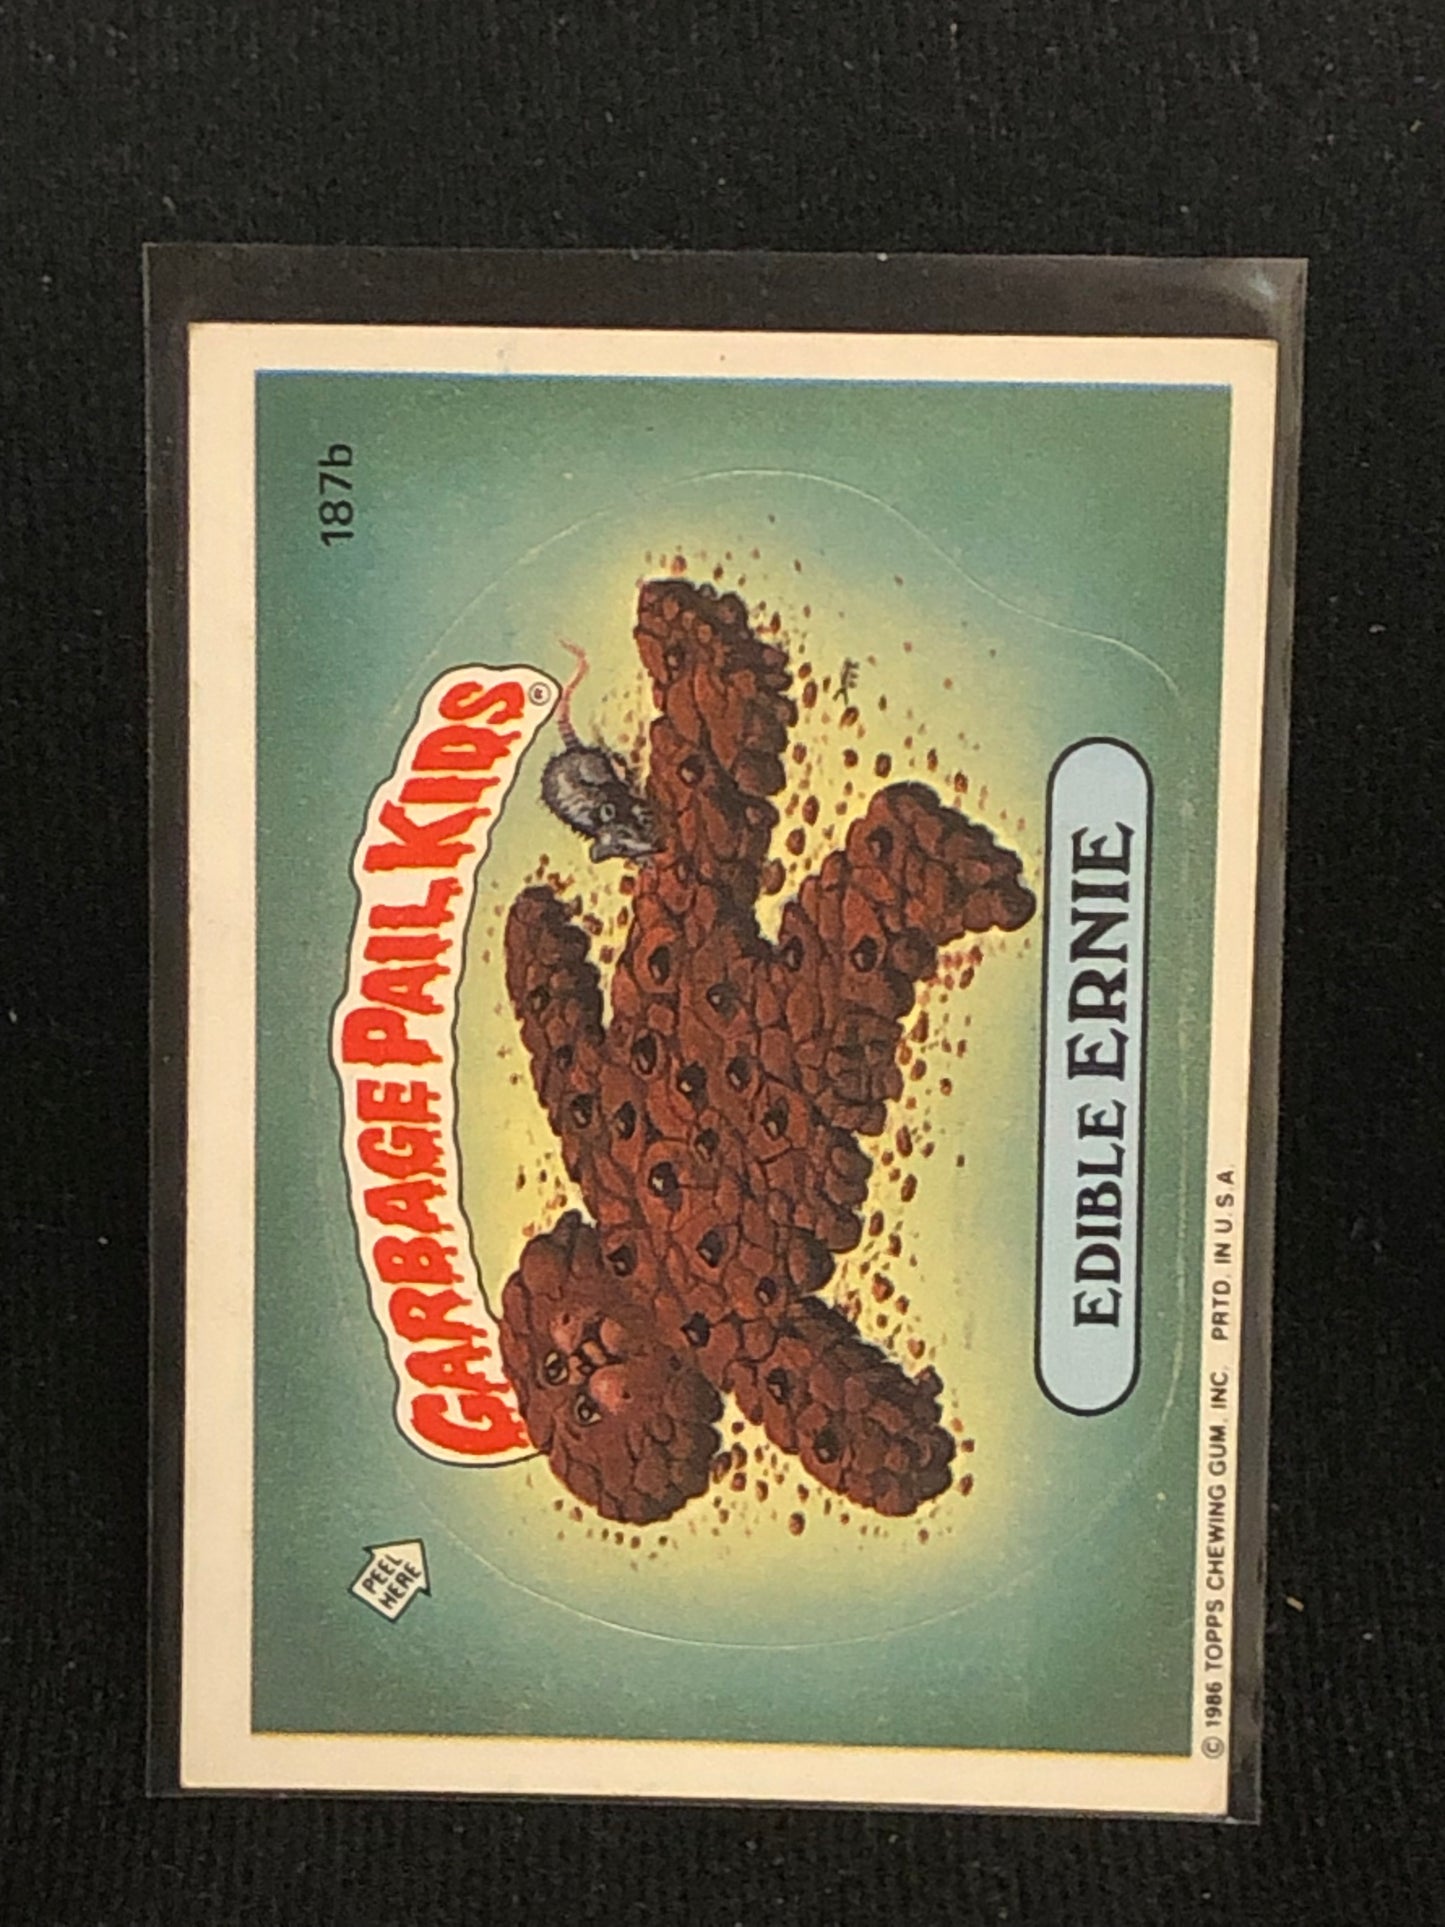 187b
GARBAGE PAIL KIDS®
PEEL
HERE
EDIBLE ERNIE
© 1986 TOPPS CHEWING GUM, INC. PRTD. IN U.S.A.